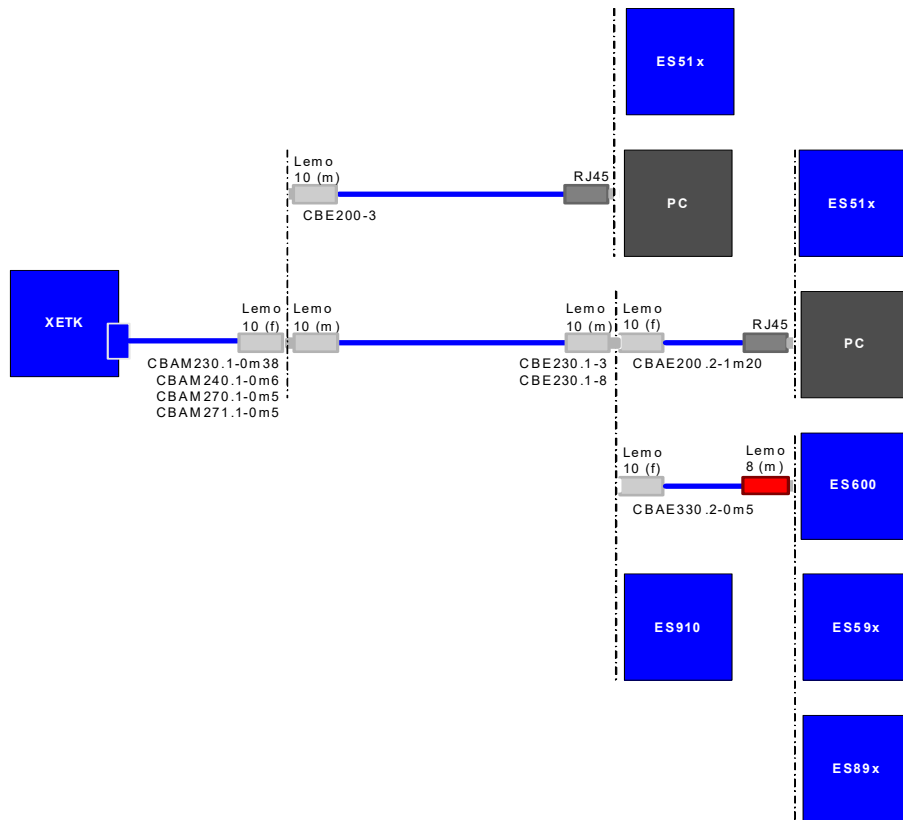 ES51x
Lemo
10 (m)
RJ45
CBE200-3
PC
ES51x
XETK
Lemo
10 (f)
Lemo
10 (m)
Lemo
10 (m)
Lemo
10 (f)
RJ45
PC
CBAM230.1-0m38
CBAM240.1-0m6
CBAM270.1-0m5
CBAM271.1-0m5
CBE230.1-3
CBE230.1-8
CBAE200.2-1m20
Lemo
10 (f)
Lemo
8 (m)
ES600
CBAE330.2-0m5
ES910
ES59x
ES89x